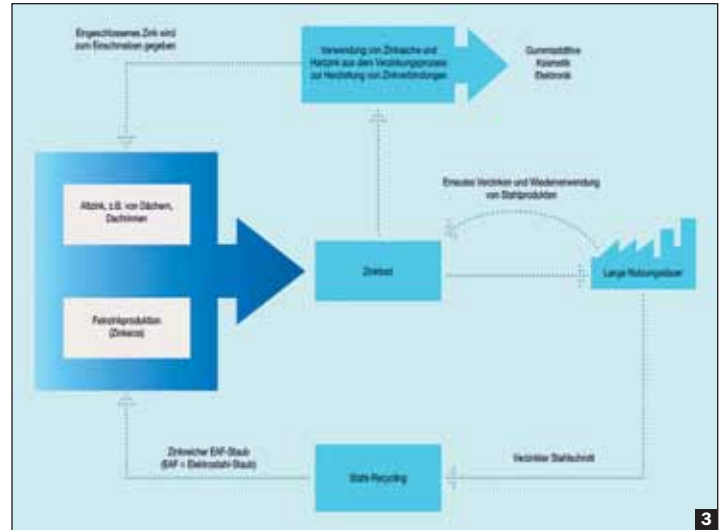 Eingeschlossenes Zink wird
zum Einschmelzen gegeben
Verwendung von Zinkasche und
Hartzink aus dem Verzinkungsprozess
zur Herstellung von Zinkverbindungen
Gummiadditive
Kosmetik
Elektronik
Altzink, z.B. von Dächern,
Dachrinnen
Erneutes Verzinken und Wiederverwendung
von Stahlprodukten
Zinkbad
Lange Nutzungsdauer
Feinzinkproduktion
(Zinkerze)
Zinkreicher EAF-Staub
(EAF = Elektrostahl-Staub)
Stahl-Recycling
Verzinkter Stahlschrott
3